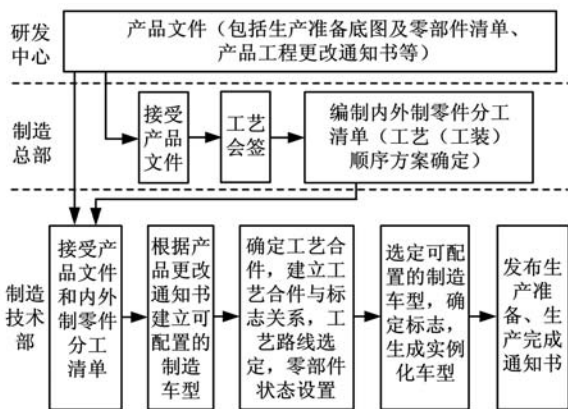 研发
中心
产品文件（包括生产准备底图及零部件清单、
产品工程更改通知书等）
制造
总部
接受
产品
文件
工艺
会签
编制内外制零件分工
清单（工艺（工装）
顺序方案确定）
制造
技术
部
接受产品
文件
和内外
制零件
分工
清单
根据产
品更改
通知书
建立可
配置的
制造
车型
确定工艺合
件，建立工
艺合件与标
志关系，工
艺路线选
定，零部件
状态设置
选定可配
置的制造
车型，确
定标志，
生成实例
化车型
发布生
产准
备、生
产完成
通知书